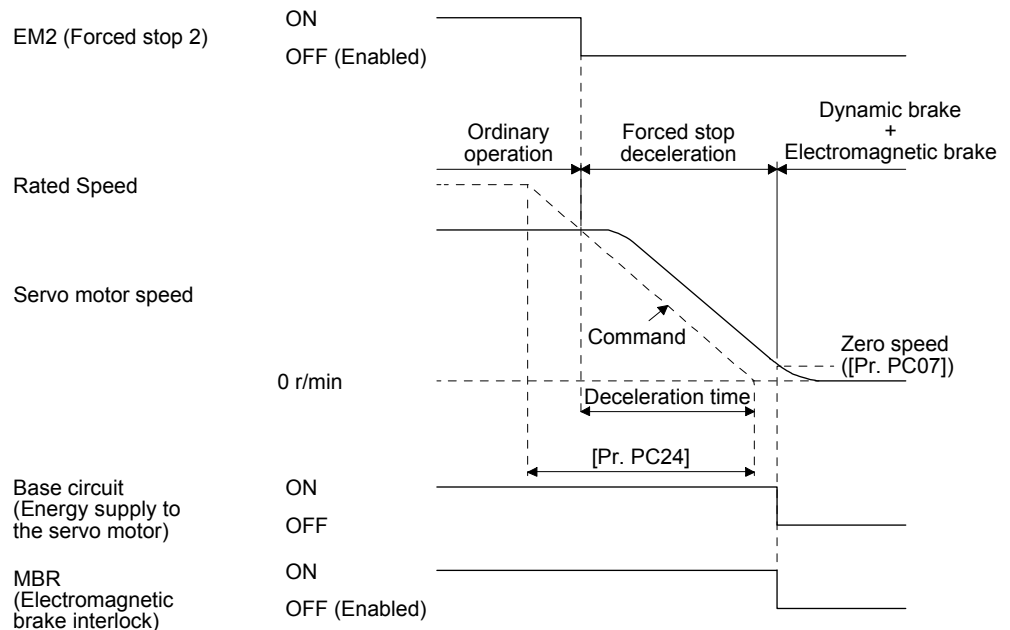 EM2 (Forced stop 2)
ON
OFF (Enabled)
Ordinary
operation
Forced stop
deceleration
Dynamic brake
+
Electromagnetic brake
Rated Speed
Servo motor speed
Command
Zero speed
([Pr. PC07])
0 r/min
Deceleration time
[Pr. PC24]
Base circuit
(Energy supply to
the servo motor)
ON
OFF
MBR
(Electromagnetic
brake interlock)
ON
OFF (Enabled)